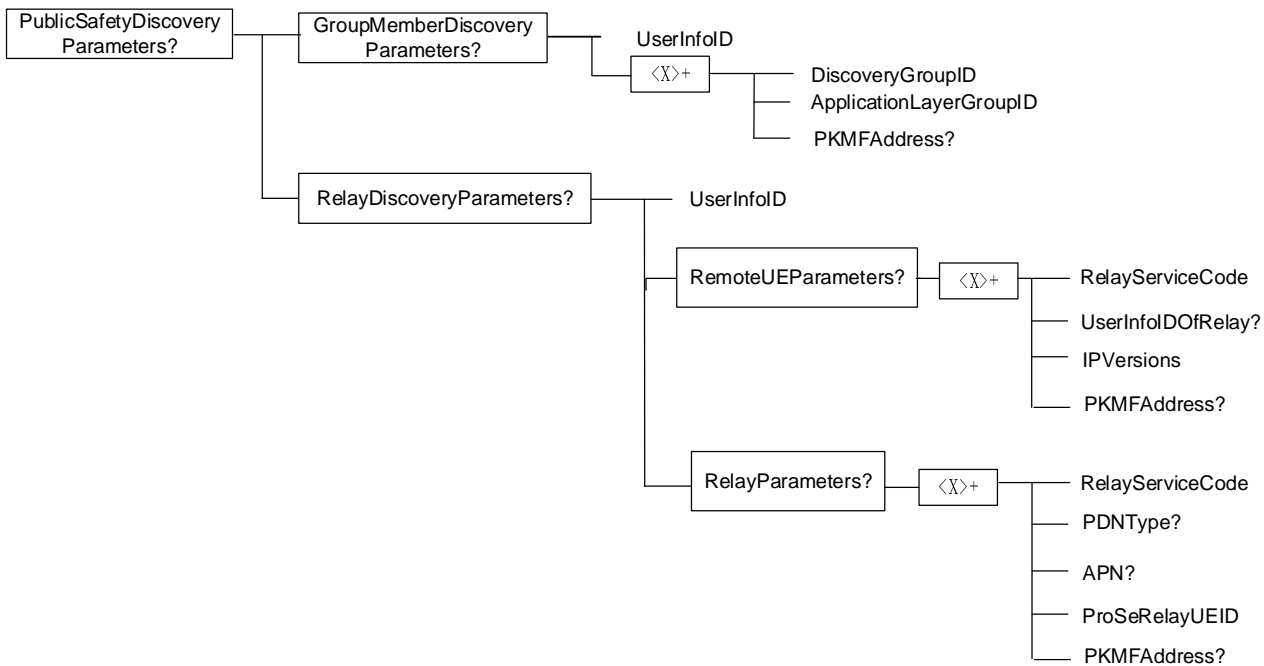 PublicSafetyDiscovery
Parameters?
GroupMemberDiscovery
Parameters?
UserInfoID
<X>+
DiscoveryGroupID
ApplicationLayerGroupID
PKMFAddress?
RelayDiscoveryParameters?
UserInfoID
RemoteUEParameters?
<X>+
RelayServiceCode
UserInfoIDOfRelay?
IPVersions
PKMFAddress?
RelayParameters?
<X>+
RelayServiceCode
PDNType?
APN?
ProSeRelayUEID
PKMFAddress?